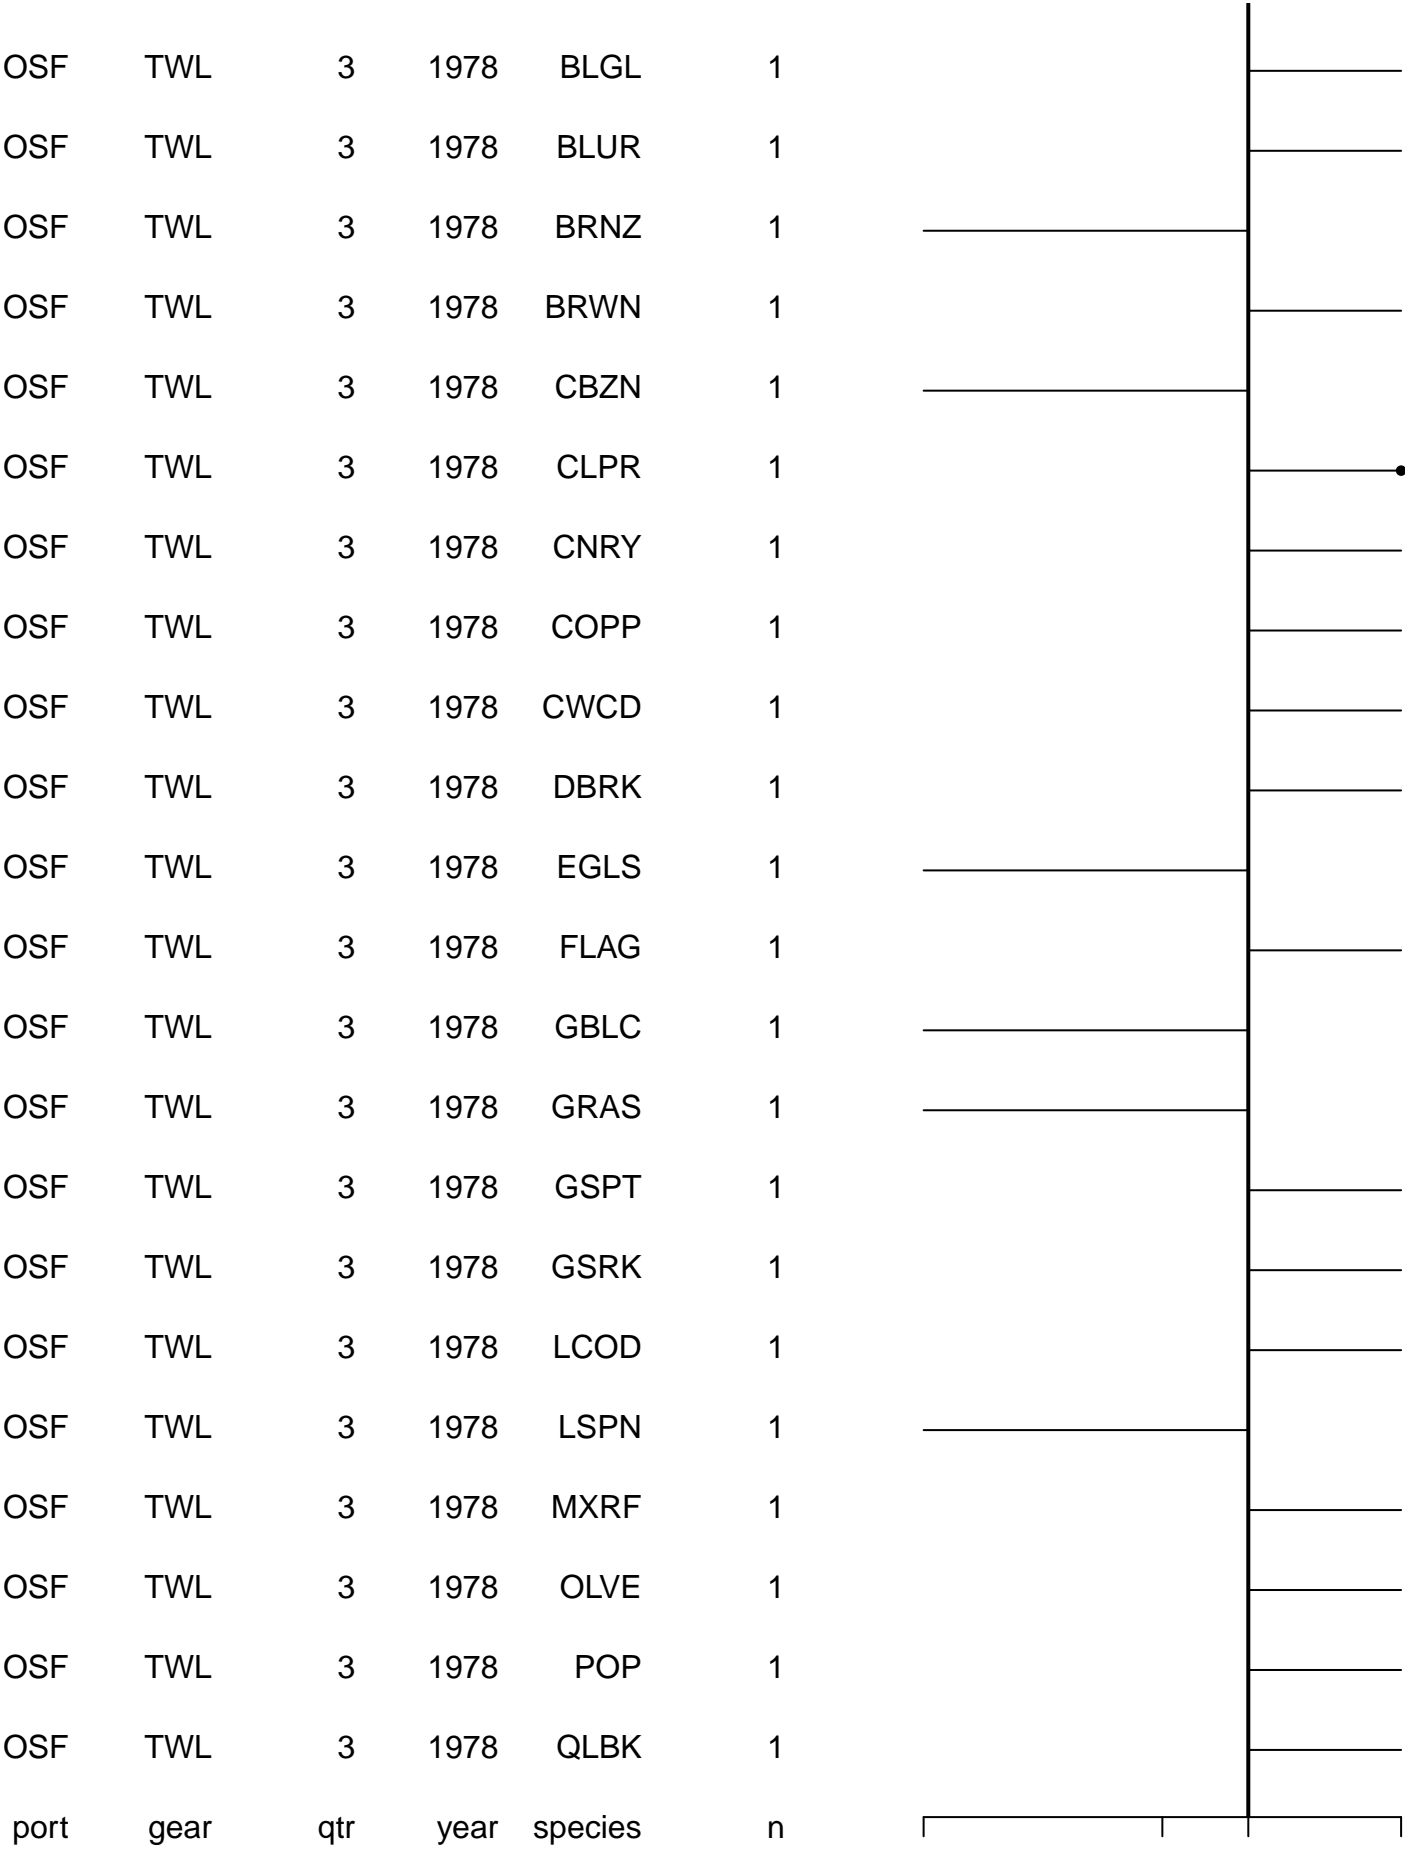 OSF TWL 3 1978 BLGL 1
OSF TWL 3 1978 BLUR 1
OSF TWL 3 1978 BRNZ 1
OSF TWL 3 1978 BRWN 1
OSF TWL 3 1978 CBZN 1
OSF TWL 3 1978 CLPR 1
OSF TWL 3 1978 CNRY 1
OSF TWL 3 1978 COPP 1
OSF TWL 3 1978 CWCD 1
OSF TWL 3 1978 DBRK 1
OSF TWL 3 1978 EGLS 1
OSF TWL 3 1978 FLAG 1
OSF TWL 3 1978 GBLC 1
OSF TWL 3 1978 GRAS 1
OSF TWL 3 1978 GSPT 1
OSF TWL 3 1978 GSRK 1
OSF TWL 3 1978 LCOD 1
OSF TWL 3 1978 LSPN 1
OSF TWL 3 1978 MXRF 1
OSF TWL 3 1978 OLVE 1
OSF TWL 3 1978 POP 1
OSF TWL 3 1978 QLBK 1
port gear qtr year species n